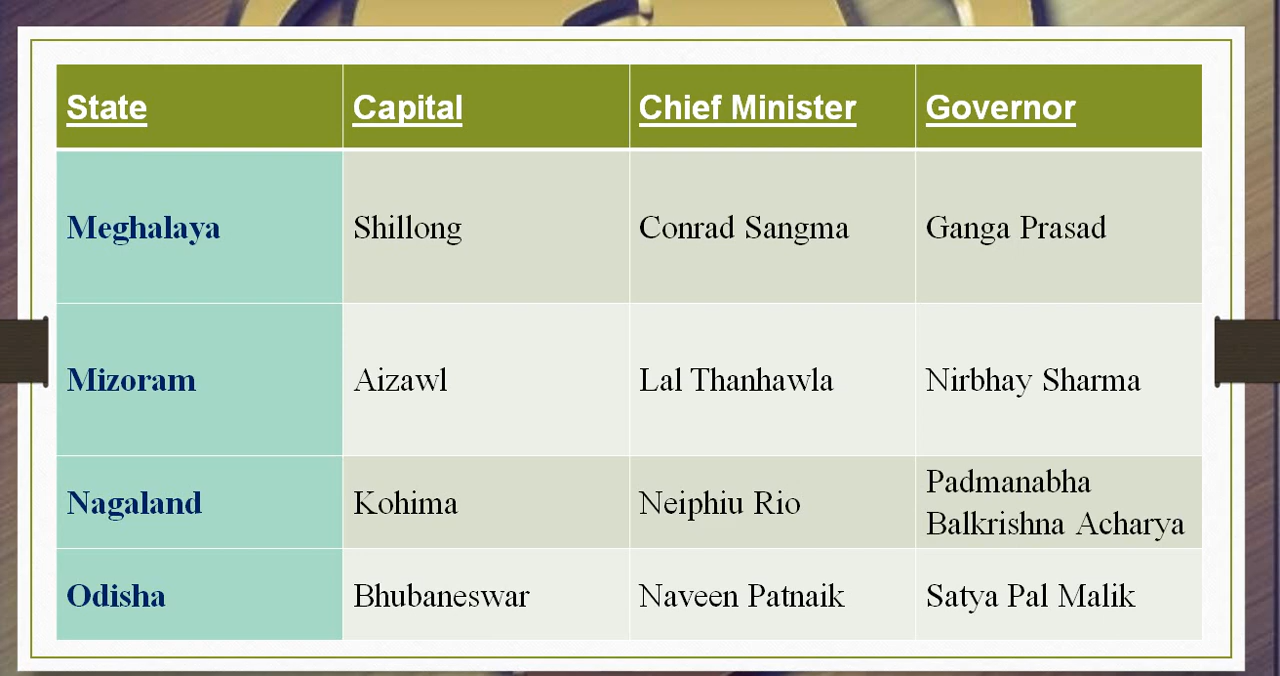 State Capital Chief Minister Governor
Meghalaya Shillong Conrad Sangma Ganga Prasad
Mizoram Aizawl Lal Thanhawla Nirbhay Sharma
Nagaland Kohima Neiphiu Rio Padmanabha
Balkrishna Acharya
Odisha Bhubaneswar Naveen Patnaik Satya Pal Malik